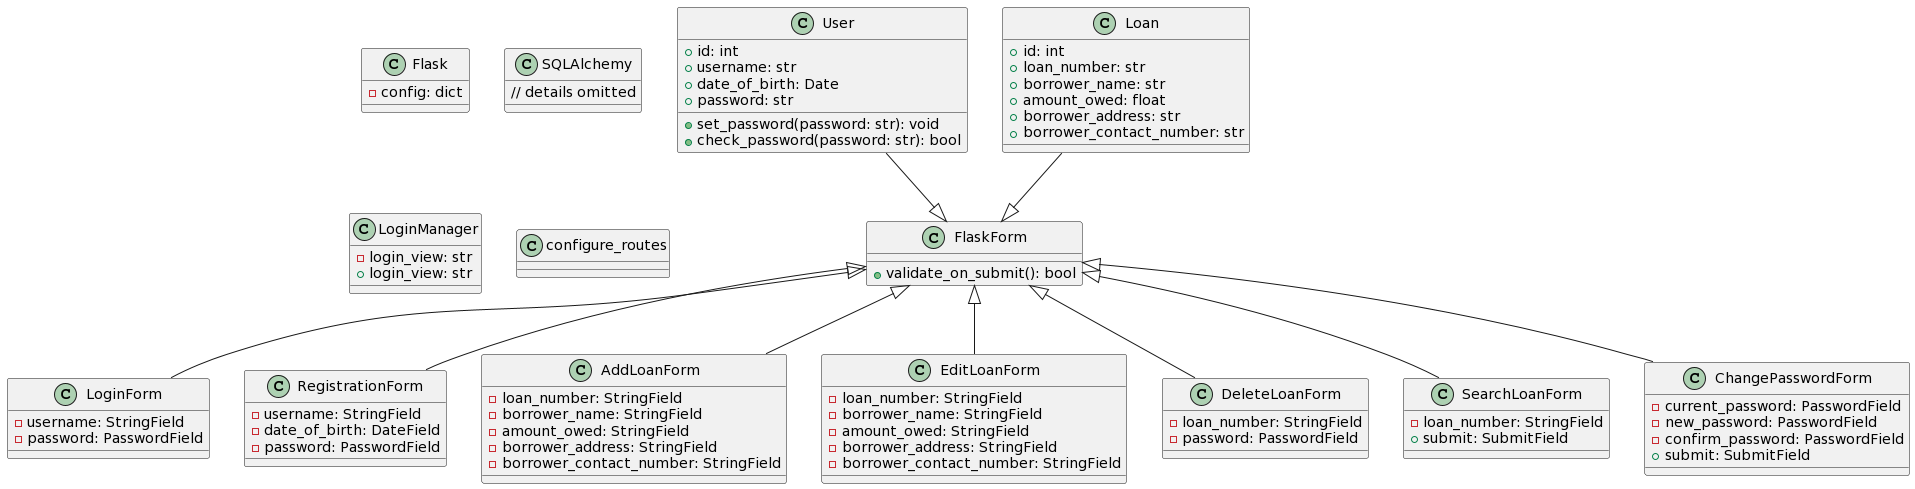 C Flask
config: dict
C SQLAlchemy
// details omitted
C User
id: int
username: str
date_of_birth: Date
password: str
set_password(password: str): void
check_password(password: str): bool
C Loan
id: int
loan_number: str
borrower_name: str
amount_owed: float
borrower_address: str
borrower_contact_number: str
C LoginManager
login_view: str
login_view: str
C configure_routes
C FlaskForm
validate_on_submit(): bool
C LoginForm
username: StringField
password: PasswordField
C RegistrationForm
username: StringField
date_of_birth: DateField
password: PasswordField
C AddLoanForm
loan_number: StringField
borrower_name: StringField
amount_owed: StringField
borrower_address: StringField
borrower_contact_number: StringField
C EditLoanForm
loan_number: StringField
borrower_name: StringField
amount_owed: StringField
borrower_address: StringField
borrower_contact_number: StringField
C DeleteLoanForm
loan_number: StringField
password: PasswordField
C SearchLoanForm
loan_number: StringField
submit: SubmitField
C ChangePasswordForm
current_password: PasswordField
new_password: PasswordField
confirm_password: PasswordField
submit: SubmitField